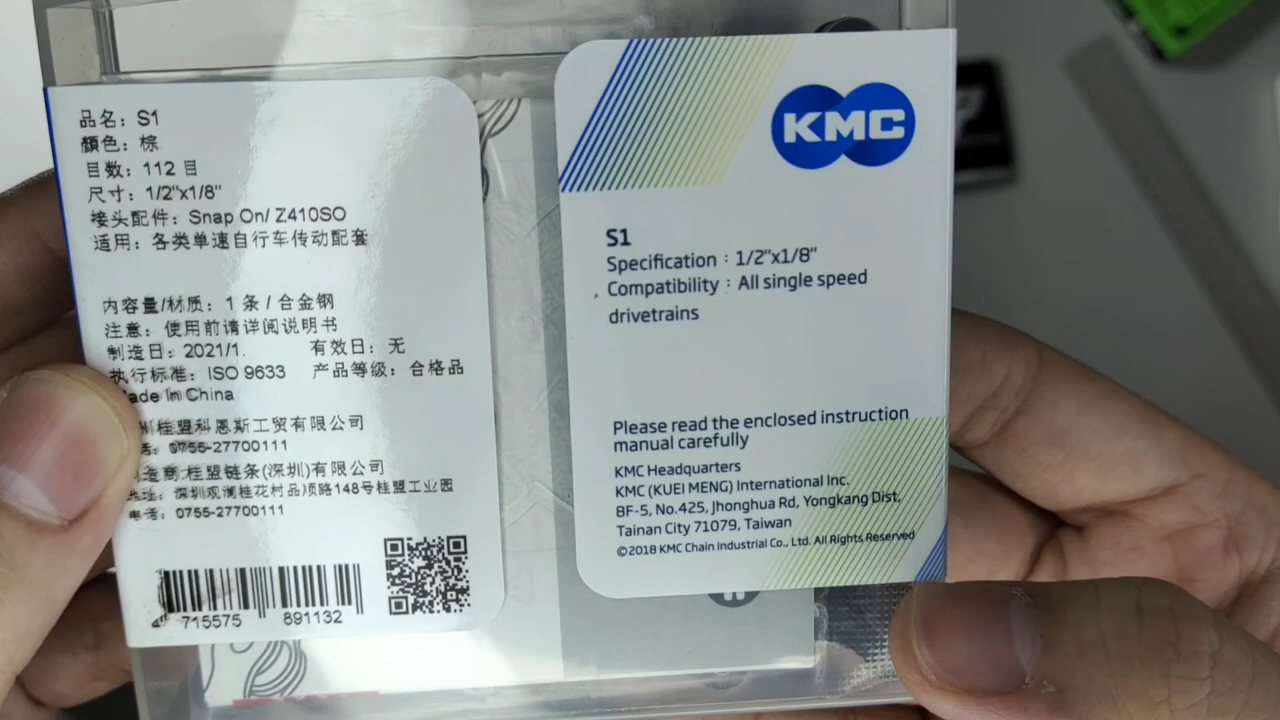 品名：S1
顏色：棕
目数：112 目
尺寸：1/2"x1/8"
接头配件：Snap On/ Z410SO
适用：各类单速自行车传动配套
内容量/材质：1 条 / 合金钢
注意：使用前请详阅说明书
制造日：2021/1. 有效日：无
执行标准：ISO 9633 产品等级：合格品
ade In China
桂盟科恩斯工贸有限公司
0755-27700111
造商:桂盟链条(深圳)有限公司
地址：深圳观澜桂花村品顷路148号桂盟工业园
电话：0755-27700111
715575 891132
KMC
S1
Specification：1/2"x1/8"
Compatibility：All single speed
drivetrains
Please read the enclosed instruction
manual carefully
KMC Headquarters
KMC (KUEI MENG) International Inc.
8F-5, No.425, Jhonghua Rd, Yongkang Dist,
Tainan City 71079, Taiwan
©2018 KMC Chain Industrial Co., Ltd. All Rights Reserved